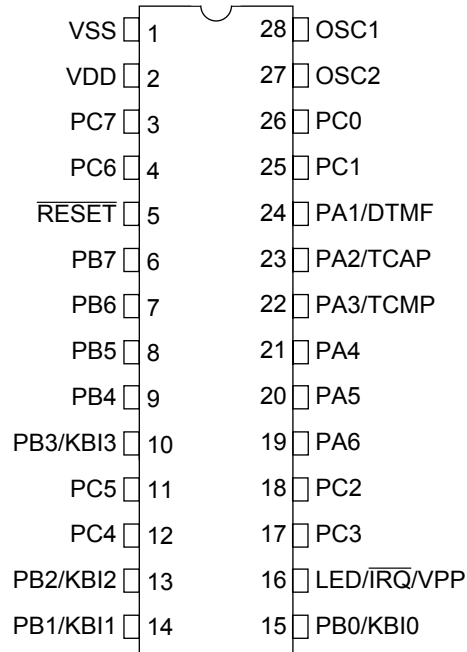 VSS 1 28 OSC1
VDD 2 27 OSC2
PC7 3 26 PC0
PC6 4 25 PC1
R̅E̅S̅E̅T̅ 5 24 PA1/DTMF
PB7 6 23 PA2/TCAP
PB6 7 22 PA3/TCMP
PB5 8 21 PA4
PB4 9 20 PA5
PB3/KBI3 10 19 PA6
PC5 11 18 PC2
PC4 12 17 PC3
PB2/KBI2 13 16 LED/I̅R̅Q̅/VPP
PB1/KBI1 14 15 PB0/KBI0